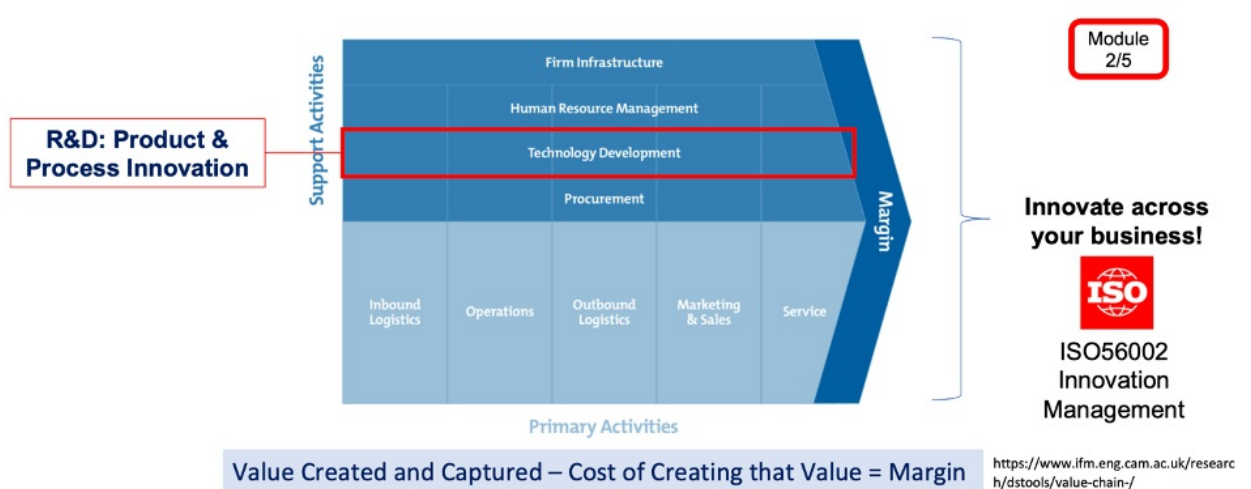 Module
2/5
Support Activities
Firm Infrastructure
Human Resource Management
R&D: Product &
Process Innovation
Technology Development
Procurement
Margin
Innovate across
your business!
ISO
ISO56002
Innovation
Management
Inbound
Logistics
Operations
Outbound
Logistics
Marketing
& Sales
Service
Primary Activities
Value Created and Captured – Cost of Creating that Value = Margin
https://www.ifm.eng.cam.ac.uk/researc
h/dstools/value-chain-/